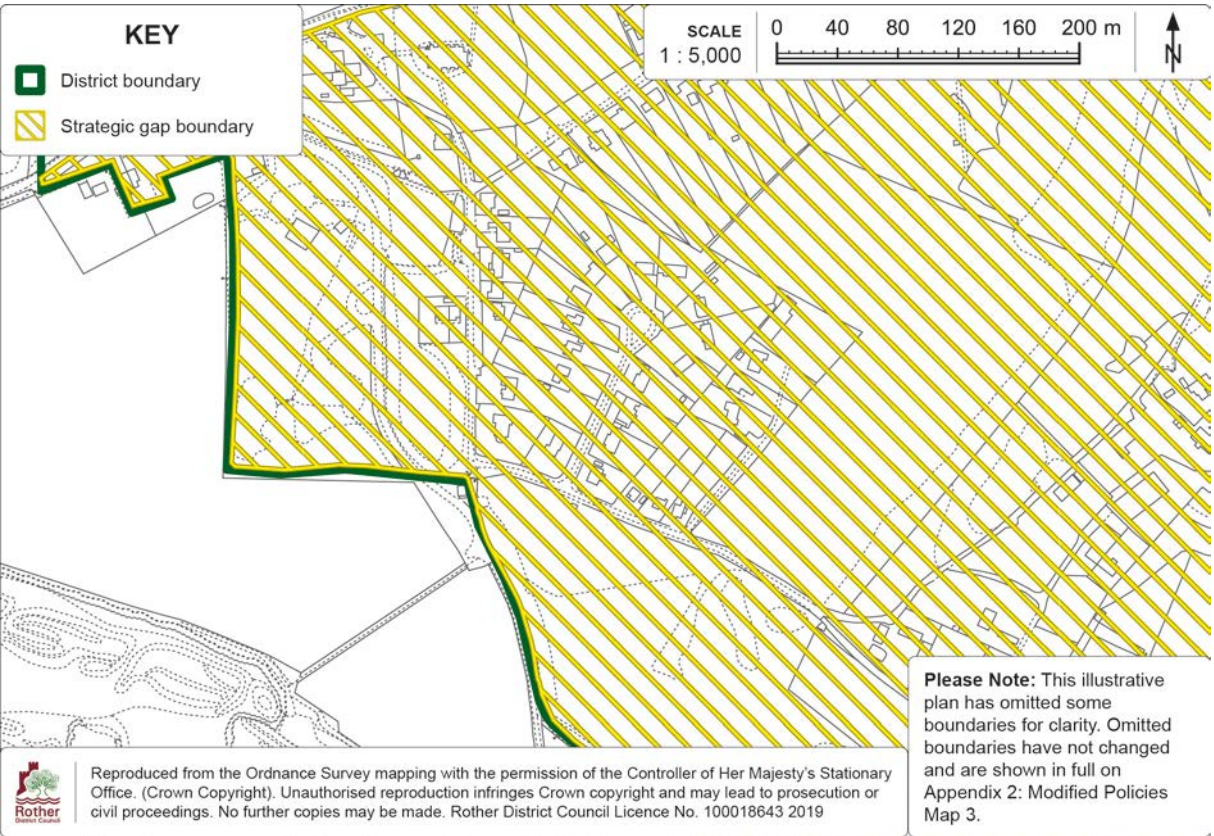 KEY
District boundary
Strategic gap boundary
SCALE
1 : 5,000
0 40 80 120 160 200 m
N
Please Note: This illustrative
plan has omitted some
boundaries for clarity. Omitted
boundaries have not changed
and are shown in full on
Appendix 2: Modified Policies
Map 3.
Rother
District Council
Reproduced from the Ordnance Survey mapping with the permission of the Controller of Her Majesty's Stationary
Office. (Crown Copyright). Unauthorised reproduction infringes Crown copyright and may lead to prosecution or
civil proceedings. No further copies may be made. Rother District Council Licence No. 100018643 2019